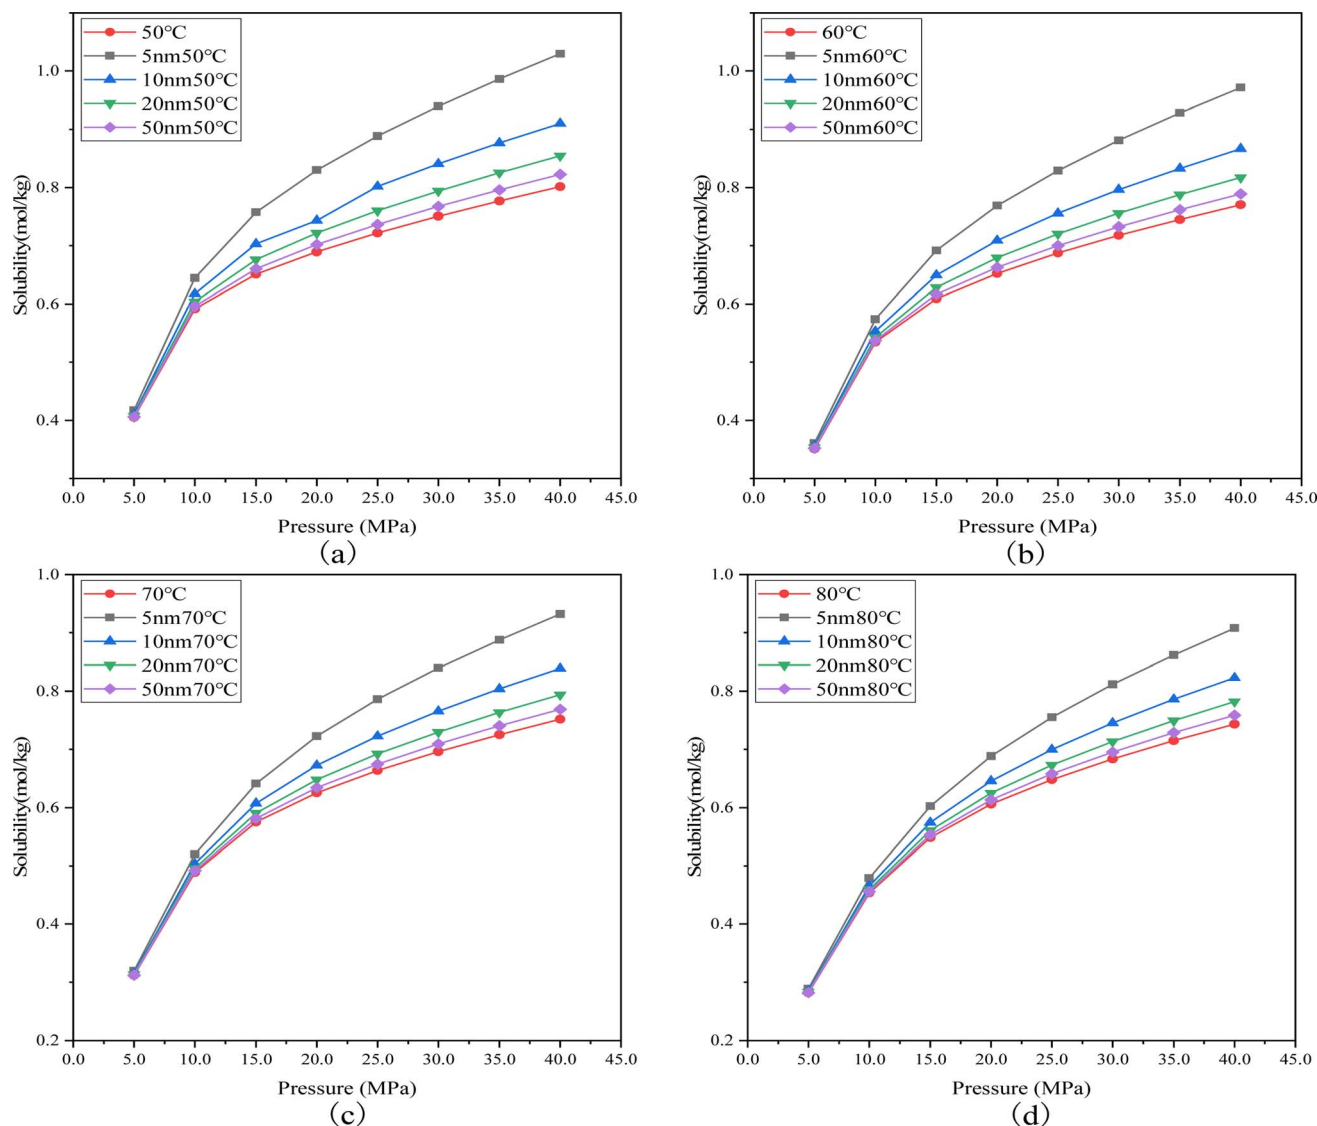 50℃
5nm50℃
10nm50℃
20nm50℃
50nm50℃
1.0
0.8
0.6
0.4
Solubility(mol/kg)
0.0 5.0 10.0 15.0 20.0 25.0 30.0 35.0 40.0 45.0
Pressure (MPa)
(a)
60℃
5nm60℃
10nm60℃
20nm60℃
50nm60℃
1.0
0.8
0.6
0.4
Solubility(mol/kg)
0.0 5.0 10.0 15.0 20.0 25.0 30.0 35.0 40.0 45.0
Pressure (MPa)
(b)
70℃
5nm70℃
10nm70℃
20nm70℃
50nm70℃
1.0
0.8
0.6
0.4
0.2
Solubility(mol/kg)
0.0 5.0 10.0 15.0 20.0 25.0 30.0 35.0 40.0 45.0
Pressure (MPa)
(c)
80℃
5nm80℃
10nm80℃
20nm80℃
50nm80℃
1.0
0.8
0.6
0.4
0.2
Solubility(mol/kg)
0.0 5.0 10.0 15.0 20.0 25.0 30.0 35.0 40.0 45.0
Pressure (MPa)
(d)